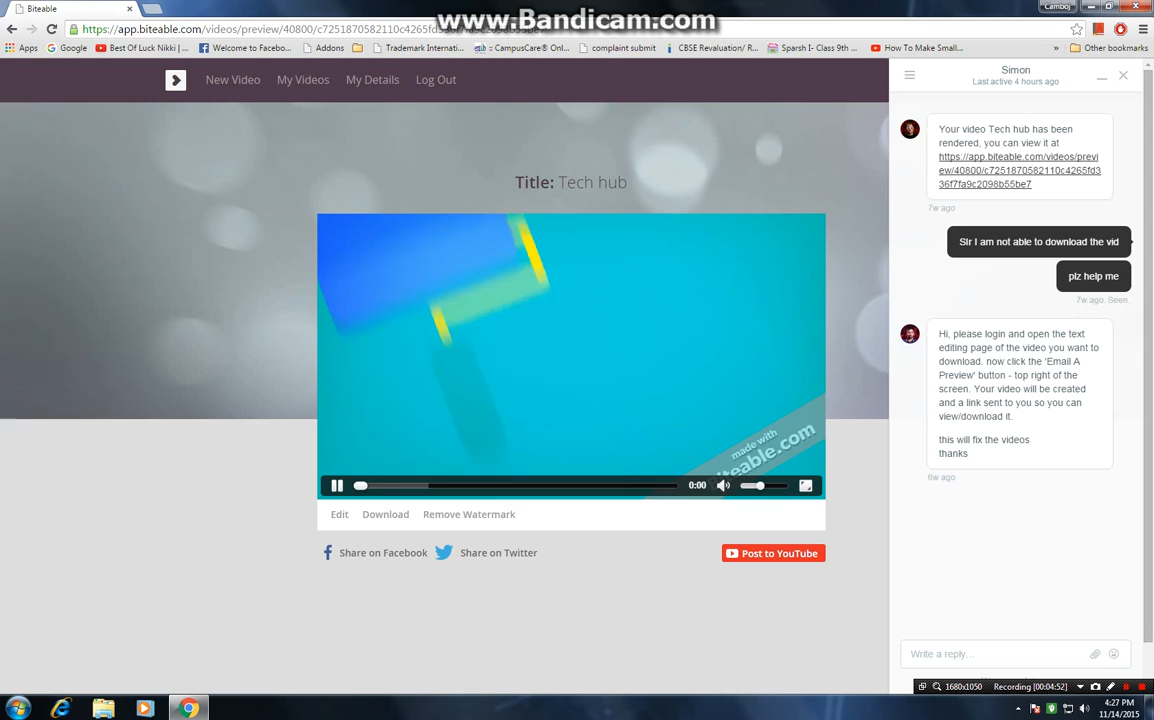 Biteable
www.Bandicam.com
Camboj
https://app.biteable.com/videos/preview/40800/c7251870582110c4265fd336f7fa9c2098b55be7
Apps Google Best Of Luck Nikki |... Welcome to Facebo... Addons Trademark Internati... = CampusCare® Onl... complaint submit CBSE Revaluation/ R... Sparsh I- Class 9th ... How To Make Small... » Other bookmarks
New Video My Videos My Details Log Out
Simon
Last active 4 hours ago
Your video Tech hub has been
rendered, you can view it at
https://app.biteable.com/videos/previ
ew/40800/c7251870582110c4265fd3
36f7fa9c2098b55be7
7w ago
SIr I am not able to download the vid
plz help me
7w ago. Seen.
Hi, please login and open the text
editing page of the video you want to
download. now click the 'Email A
Preview' button - top right of the
screen. Your video will be created
and a link sent to you so you can
view/download it.
this will fix the videos
thanks
6w ago
Write a reply…
Title: Tech hub
made with
biteable.com
0:00
Edit Download Remove Watermark
Share on Facebook Share on Twitter Post to YouTube
1680x1050 Recording [00:04:52]
4:27 PM
11/14/2015